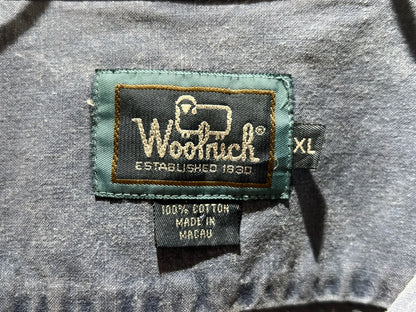 Woolrich®
ESTABLISHED 1830
XL
100% COTTON
MADE IN
MACAU